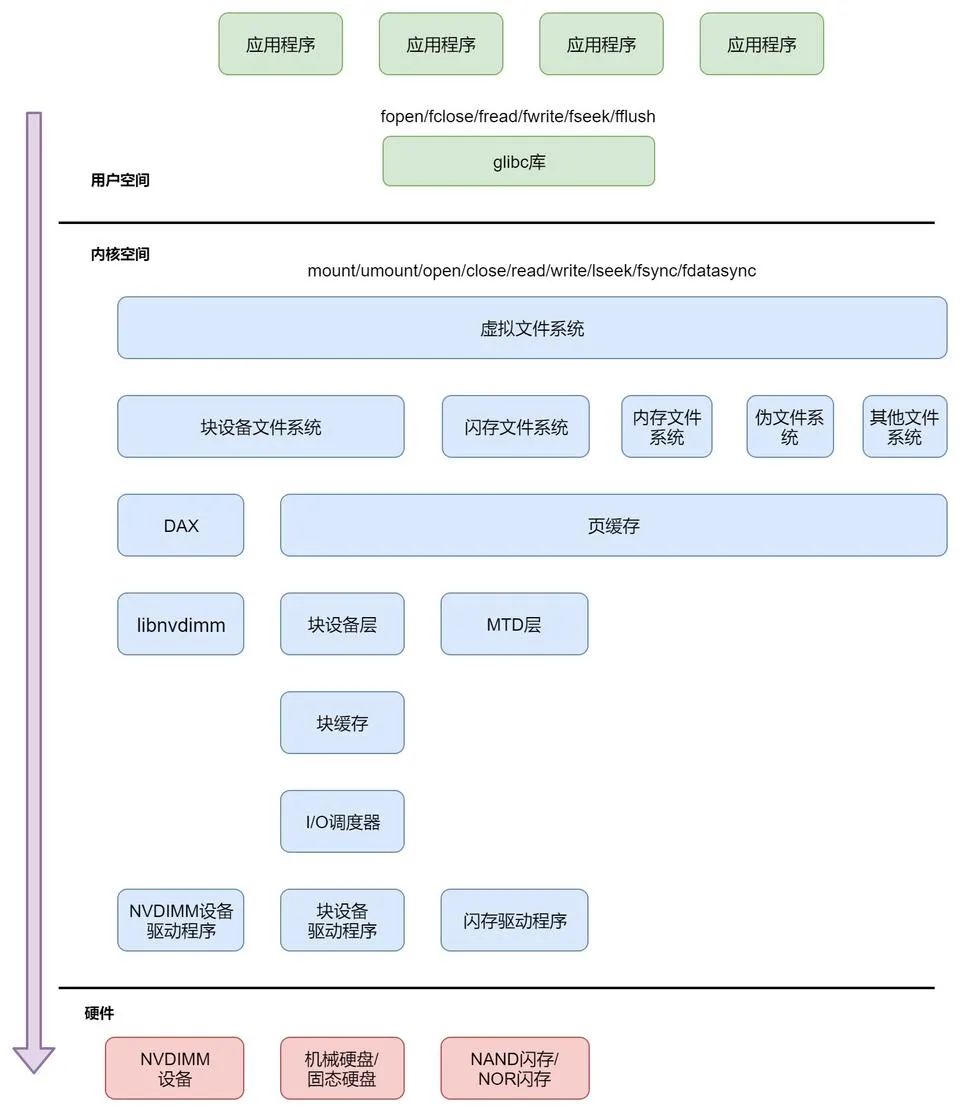 应用程序
应用程序
应用程序
应用程序
fopen/fclose/fread/fwrite/fseek/fflush
glibc库
用户空间
内核空间
mount/umount/open/close/read/write/lseek/fsync/fdatasync
虚拟文件系统
块设备文件系统
闪存文件系统
内存文件
系统
伪文件系
统
其他文件
系统
DAX
页缓存
libnvdimm
块设备层
MTD层
块缓存
I/O调度器
NVDIMM设备
驱动程序
块设备
驱动程序
闪存驱动程序
硬件
NVDIMM
设备
机械硬盘/
固态硬盘
NAND闪存/
NOR闪存